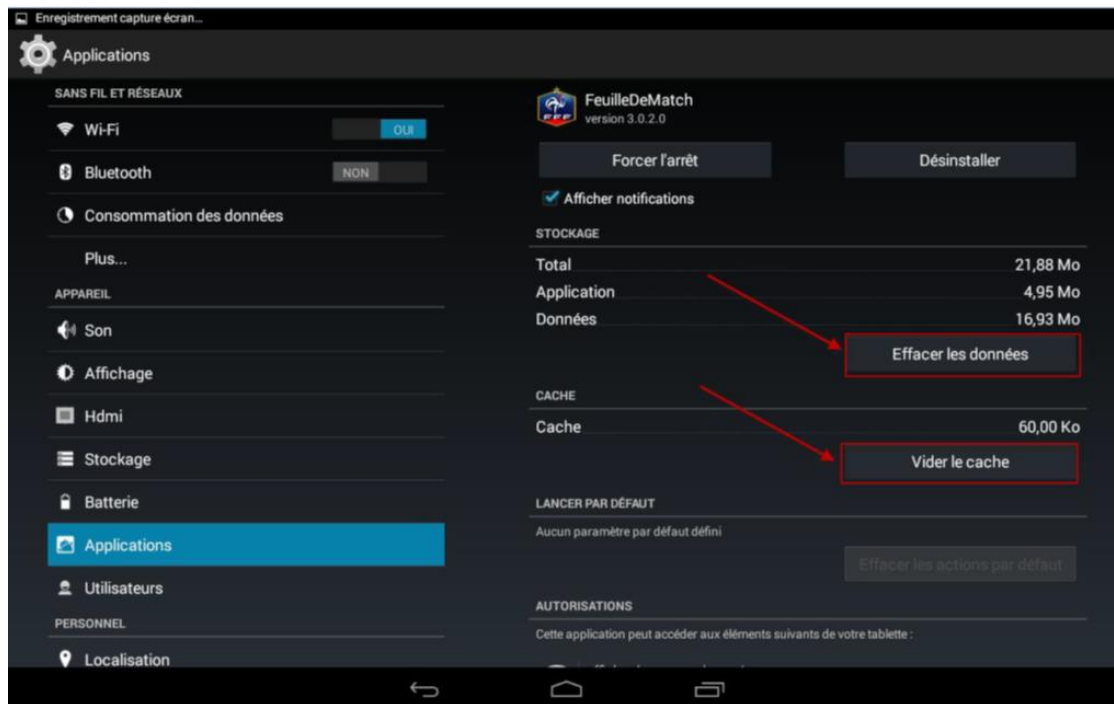 Enregistrement capture écran...
Applications
SANS FIL ET RÉSEAUX
Wi-Fi
OUI
Bluetooth
NON
Consommation des données
Plus...
APPAREIL
Son
Affichage
Hdmi
Stockage
Batterie
Applications
Utilisateurs
PERSONNEL
Localisation
FeuilleDeMatch
version 3.0.2.0
Forcer l'arrêt
Désinstaller
Afficher notifications
STOCKAGE
Total 21,88 Mo
Application 4,95 Mo
Données 16,93 Mo
Effacer les données
CACHE
Cache 60,00 Ko
Vider le cache
LANCER PAR DÉFAUT
Aucun paramètre par défaut défini
Effacer les actions par défaut
AUTORISATIONS
Cette application peut accéder aux éléments suivants de votre tablette :